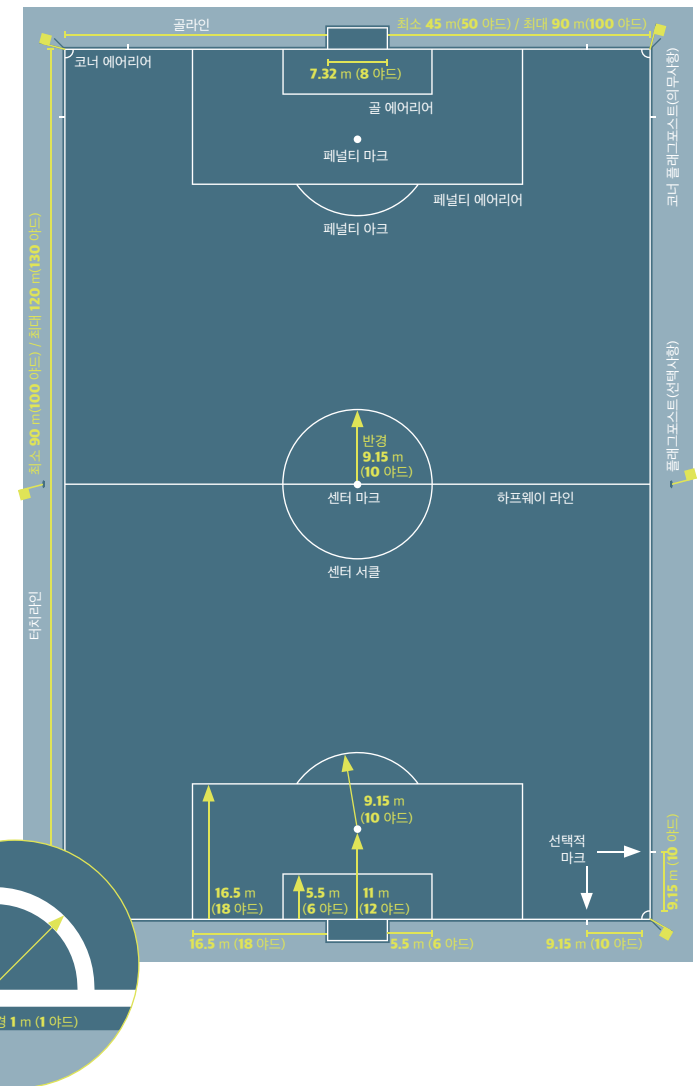 골라인
최소 45 m(50 야드) / 최대 90 m(100 야드)
코너 에어리어
7.32 m (8 야드)
골 에어리어
페널티 마크
페널티 에어리어
페널티 아크
코너 플래그포스트(의무사항)
최소 90 m(100 야드) / 최대 120 m(130 야드)
플래그포스트(선택사항)
반경
9.15 m
(10 야드)
센터 마크
하프웨이 라인
센터 서클
터치라인
9.15 m
(10 야드)
선택적
마크
9.15 m (10 야드)
16.5 m
(18 야드)
5.5 m
(6 야드)
11 m
(12 야드)
16.5 m (18 야드)
5.5 m (6 야드)
9.15 m (10 야드)
1 m (1 야드)